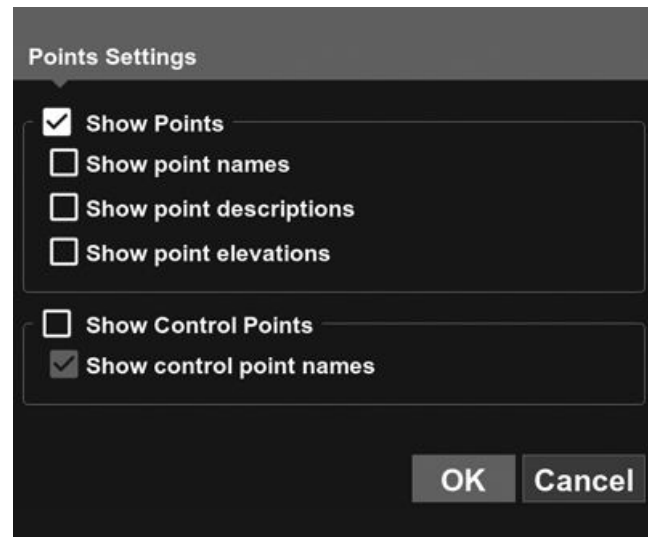 Points Settings
Show Points
Show point names
Show point descriptions
Show point elevations
Show Control Points
Show control point names
OK Cancel